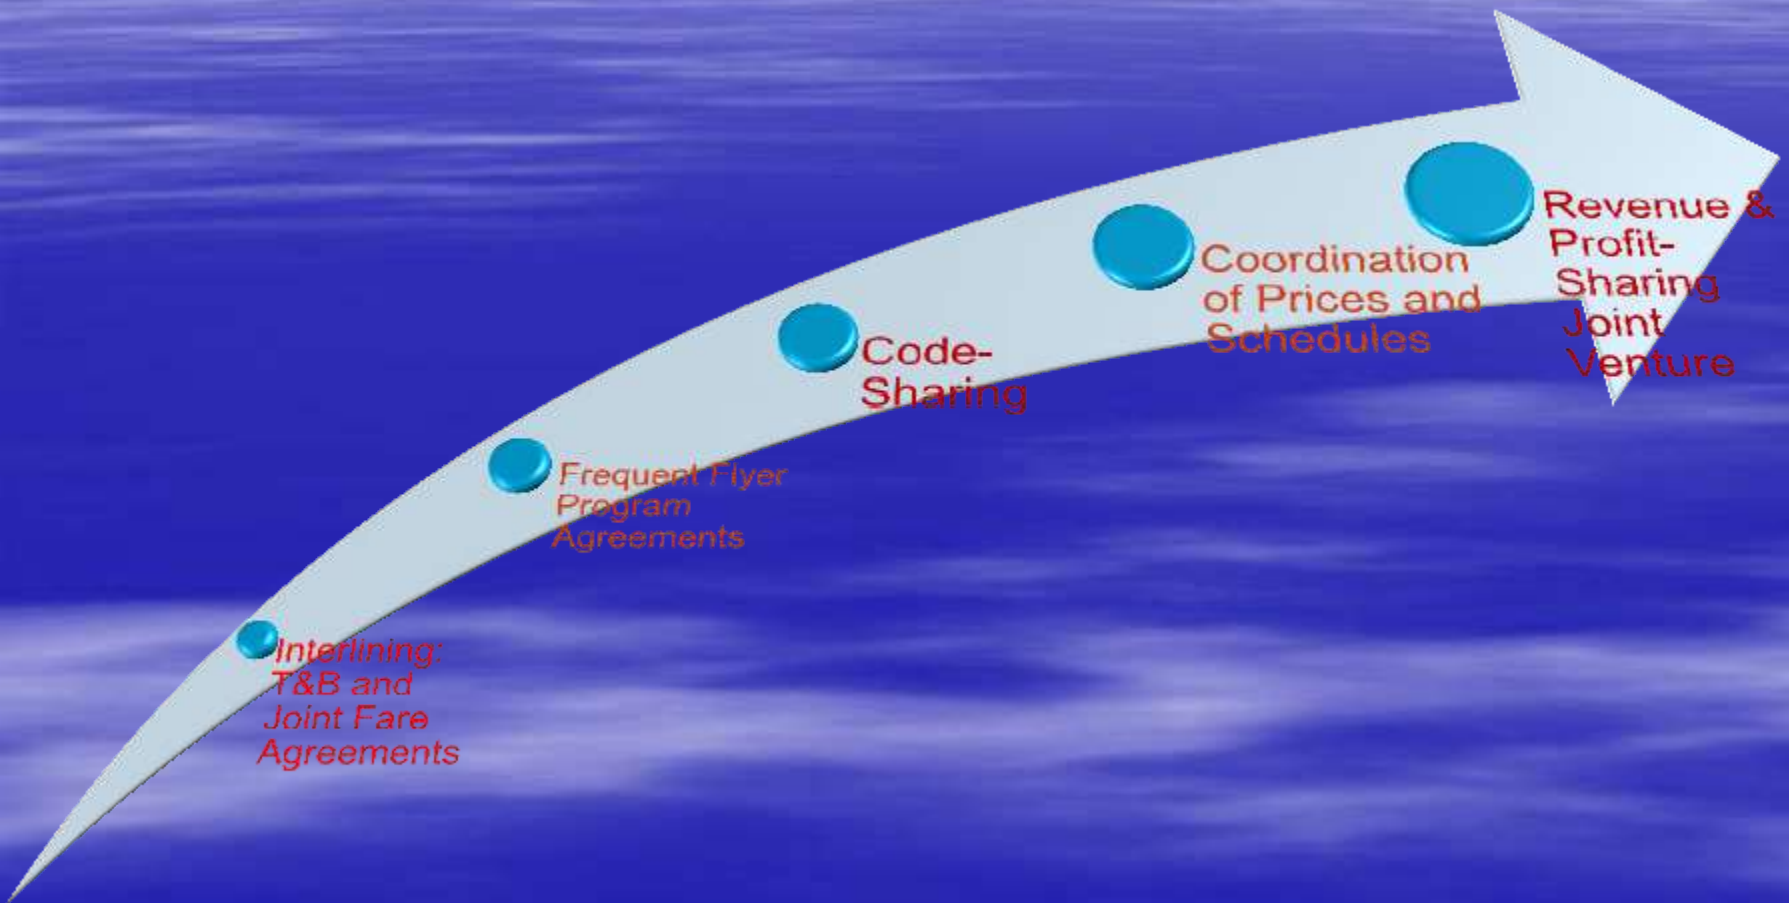 Interlining:
T&B and
Joint Fare
Agreements
Frequent Flyer
Program
Agreements
Code-
Sharing
Coordination
of Prices and
Schedules
Revenue &
Profit-
Sharing
Joint
Venture